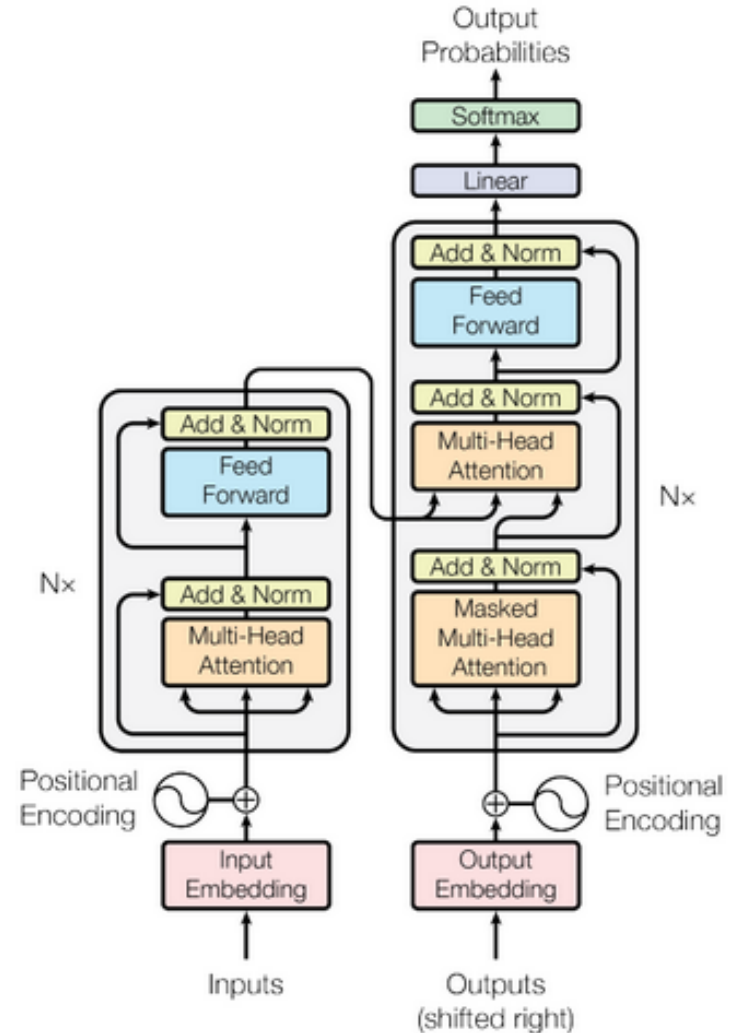 Output
Probabilities
Softmax
Linear
Add & Norm
Feed
Forward
Add & Norm
Multi-Head
Attention
Add & Norm
Masked
Multi-Head
Attention
Nx
Add & Norm
Feed
Forward
Add & Norm
Multi-Head
Attention
Nx
Positional
Encoding
Positional
Encoding
Input
Embedding
Output
Embedding
Inputs
Outputs
(shifted right)